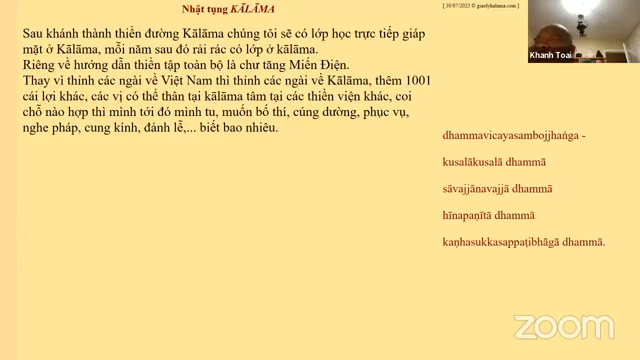 Nhật tụng KĀLĀMA
[ 30/07/2023 © giaolykalama.com ]
Sau khánh thành thiền đường Kālāma chúng tôi sẽ có lớp học trực tiếp giáp
mặt ở Kālāma, mỗi năm sau đó rải rác có lớp ở kālāma.
Riêng về hướng dẫn thiền tập toàn bộ là chư tăng Miến Điện.
Thay vì thỉnh các ngài về Việt Nam thì thỉnh các ngài về Kālāma, thêm 1001
cái lợi khác, các vị có thể thân tại kālāma tâm tại các thiền viện khác, coi
chỗ nào hợp thì mình tới đó mình tu, muốn bố thí, cúng dường, phục vụ,
nghe pháp, cung kính, đảnh lễ,... biết bao nhiêu.
Khanh Toai
dhammavicayasambojjhaṅga -
kusalākusalā dhammā
sāvajjānavajjā dhammā
hīnapaṇītā dhammā
kaṇhasukkasappaṭibhāgā dhammā.
zoom